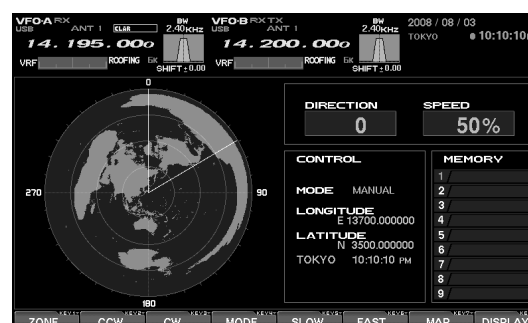 VFO-A RX
USB ANT 1 CLAR
BW 2.40KHZ
14. 195. 00o
VRF ROOFING 6K
SHIFT ± 0.00
VFO-B RX TX
USB ANT 1
BW 2.40KHZ
14. 200. 00o
VRF ROOFING 6K
SHIFT ± 0.00
2008 / 08 / 03
TOKYO 10:10:10
0
270
90
180
DIRECTION
0
SPEED
50%
CONTROL
MODE MANUAL
LONGITUDE
E 13700.000000
LATITUDE
N 3500.000000
TOKYO 10:10:10 PM
MEMORY
1 /
2 /
3 /
4 /
5 /
6 /
7 /
8 /
9 /
ZONE CCW CW MODE SLOW FAST MAP DISPLAY